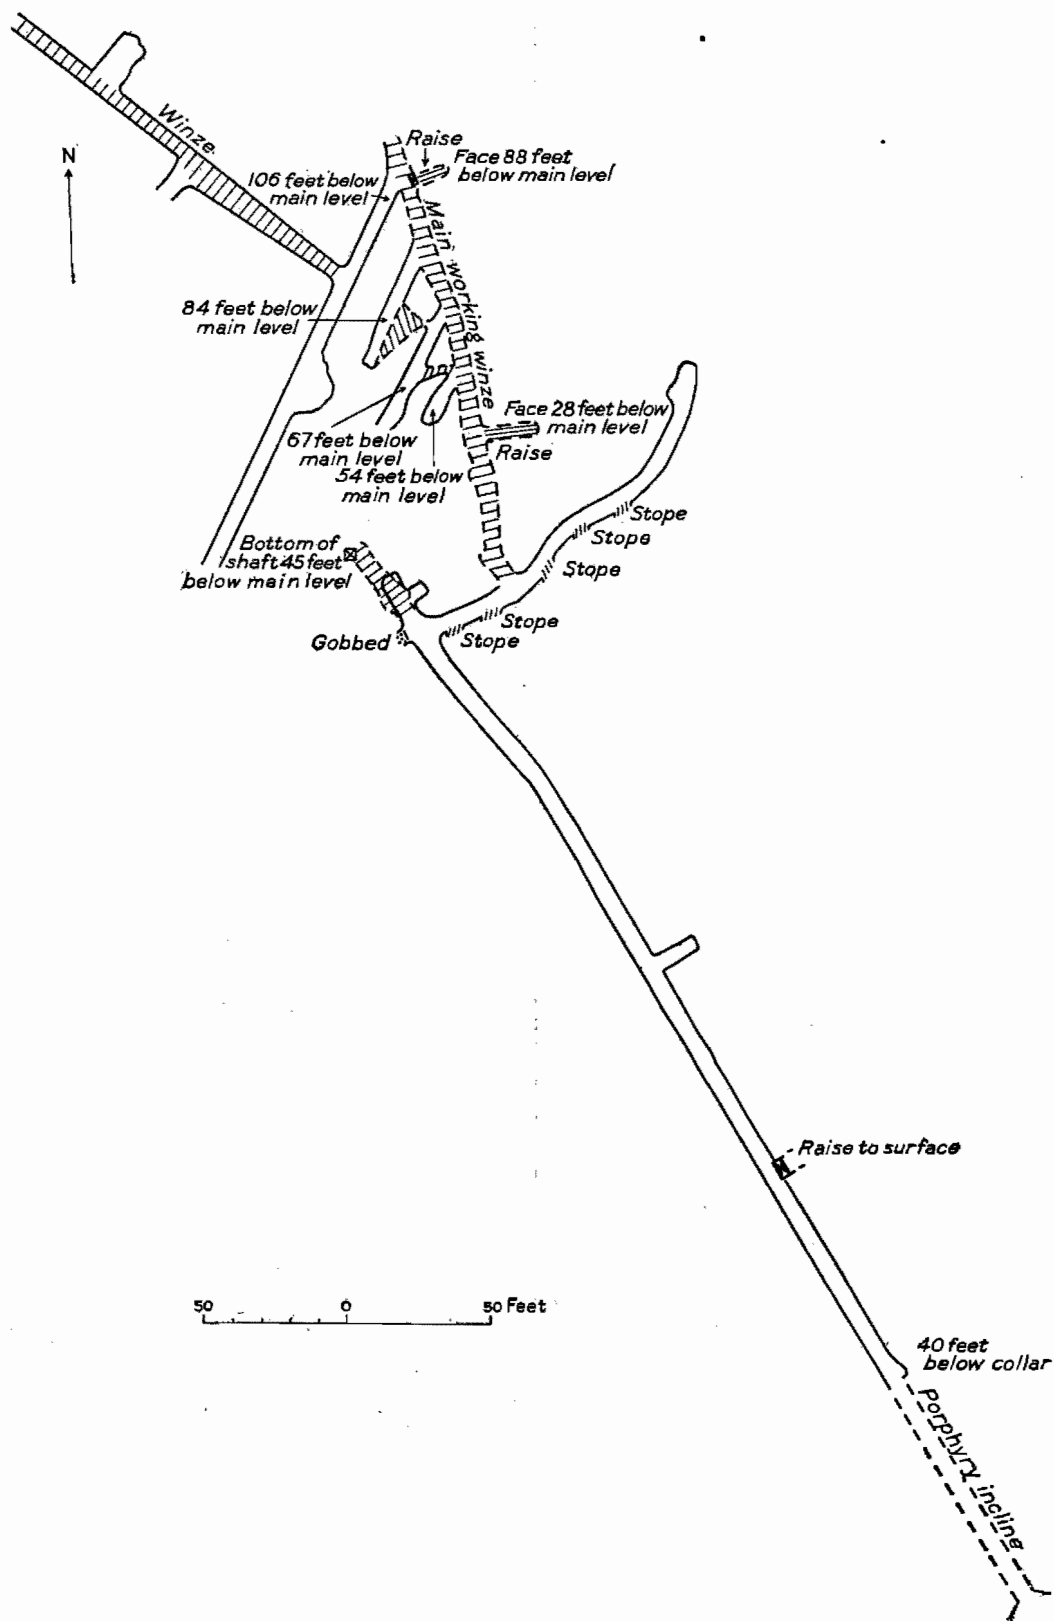 N
Winze
Raise
Face 88 feet
below main level
106 feet below
main level
Main working winze
84 feet below
main level
Face 28 feet below
main level
67 feet below
main level
Raise
54 feet below
main level
Stope
Stope
Bottom of
shaft 45 feet
below main level
Stope
Stope
Gobbed
Stope
Raise to surface
50 0 50 Feet
40 feet
below collar
Porphyry incline